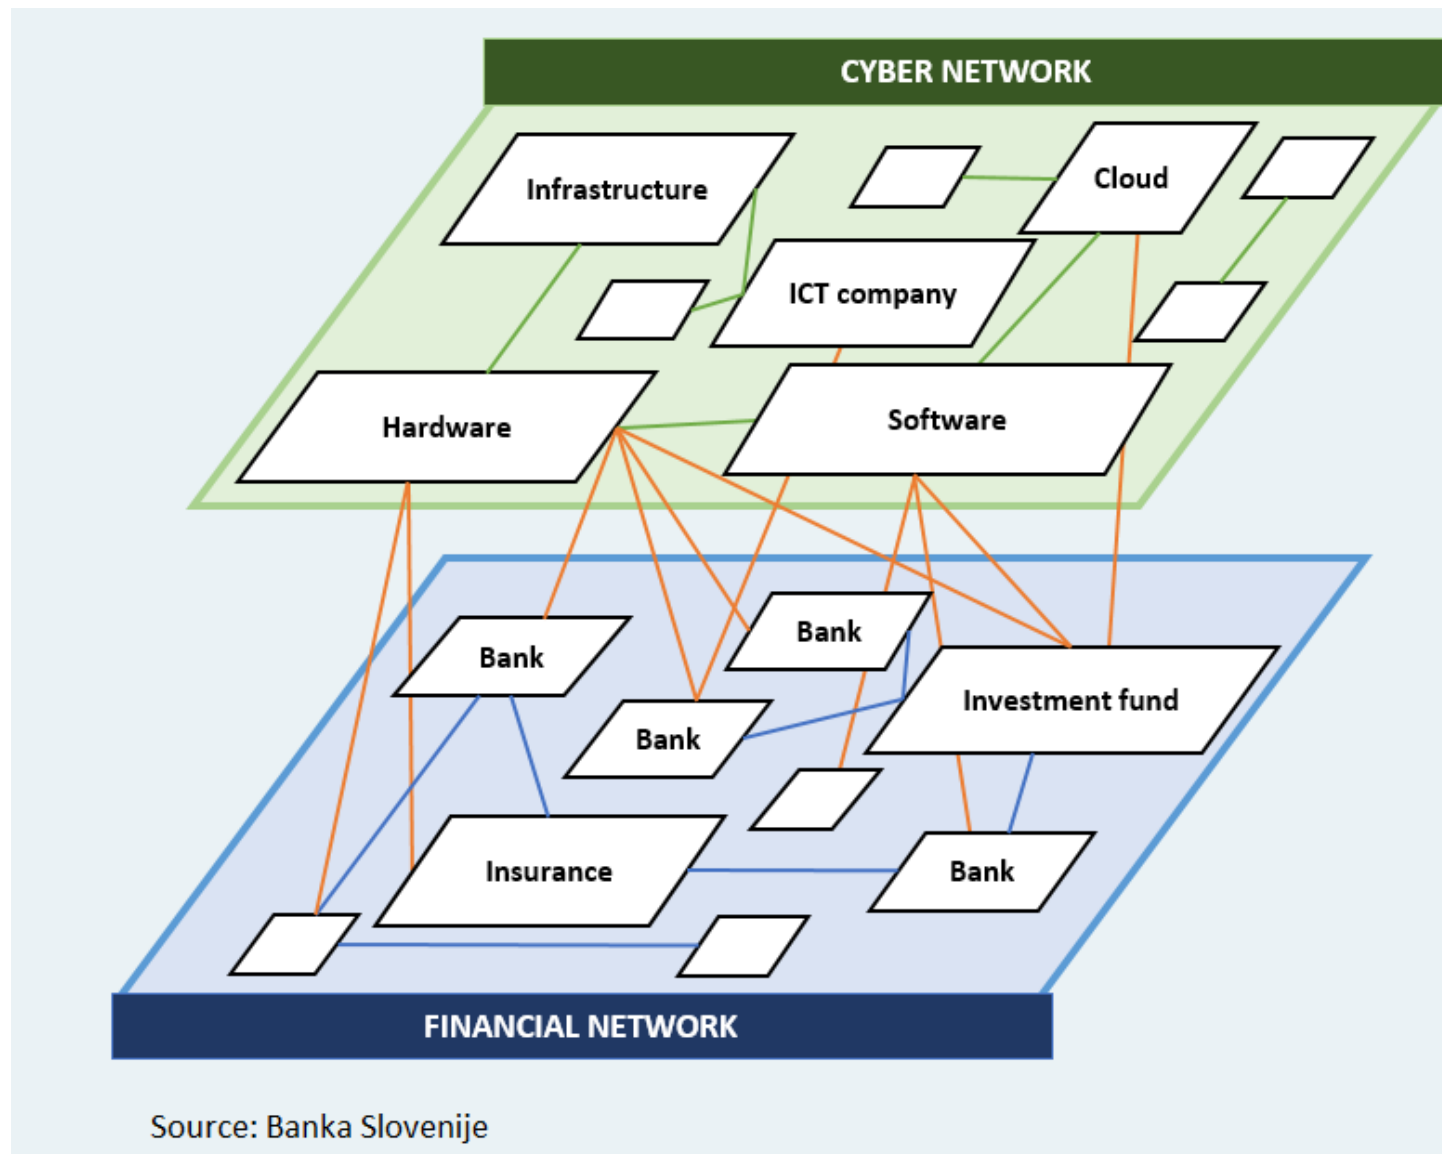 CYBER NETWORK
Infrastructure
Cloud
ICT company
Hardware
Software
Bank
Bank
Bank
Investment fund
Insurance
Bank
FINANCIAL NETWORK
Source: Banka Slovenije